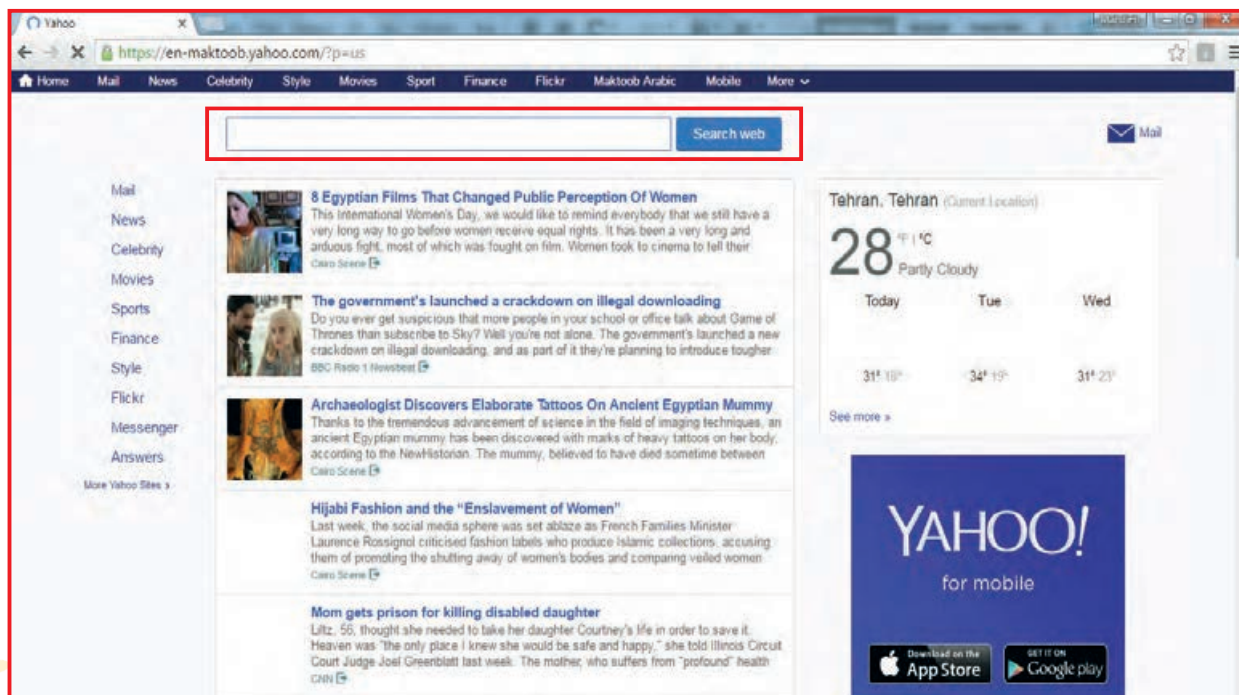 Yahoo
https://en-maktoob.yahoo.com/?p=us
Home Mail News Celebrity Style Movies Sport Finance Flickr Maktoob Arabic Mobile More
Search web
Mail
Mail
News
Celebrity
Movies
Sports
Finance
Style
Flickr
Messenger
Answers
More Yahoo Sites
8 Egyptian Films That Changed Public Perception Of Women
This International Women's Day, we would like to remind everybody that we still have a
very long way to go before women receive equal rights. It has been a very long and
arduous fight, most of which was fought on film. Women took to cinema to tell their
Cairo Scene
The government's launched a crackdown on illegal downloading
Do you ever get suspicious that more people in your school or office talk about Game of
Thrones than subscribe to Sky? Well you're not alone. The government's launched a new
crackdown on illegal downloading, and as part of it they're planning to introduce tougher
BBC Radio 1 Newsbeat
Archaeologist Discovers Elaborate Tattoos On Ancient Egyptian Mummy
Thanks to the tremendous advancement of science in the field of imaging techniques, an
ancient Egyptian mummy has been discovered with marks of heavy tattoos on her body,
according to the NewHistorian. The mummy, believed to have died sometime between
Cairo Scene
Hijabi Fashion and the “Enslavement of Women”
Last week, the social media sphere was set ablaze as French Families Minister
Laurence Rossignol criticised fashion labels who produce Islamic collections, accusing
them of promoting the shutting away of women's bodies and comparing veiled women
Cairo Scene
Mom gets prison for killing disabled daughter
Liltz, 56, thought she needed to take her daughter Courtney's life in order to save it.
Heaven was "the only place I knew she would be safe and happy," she told Illinois Circuit
Court Judge Joel Greenblatt last week. The mother, who suffers from "profound" health
CNN
Tehran, Tehran (Current Location)
28 °F | °C
Partly Cloudy
Today Tue Wed
31° 18° 34° 19° 31° 23°
See more »
YAHOO!
for mobile
Download on the
App Store
GET IT ON
Google play